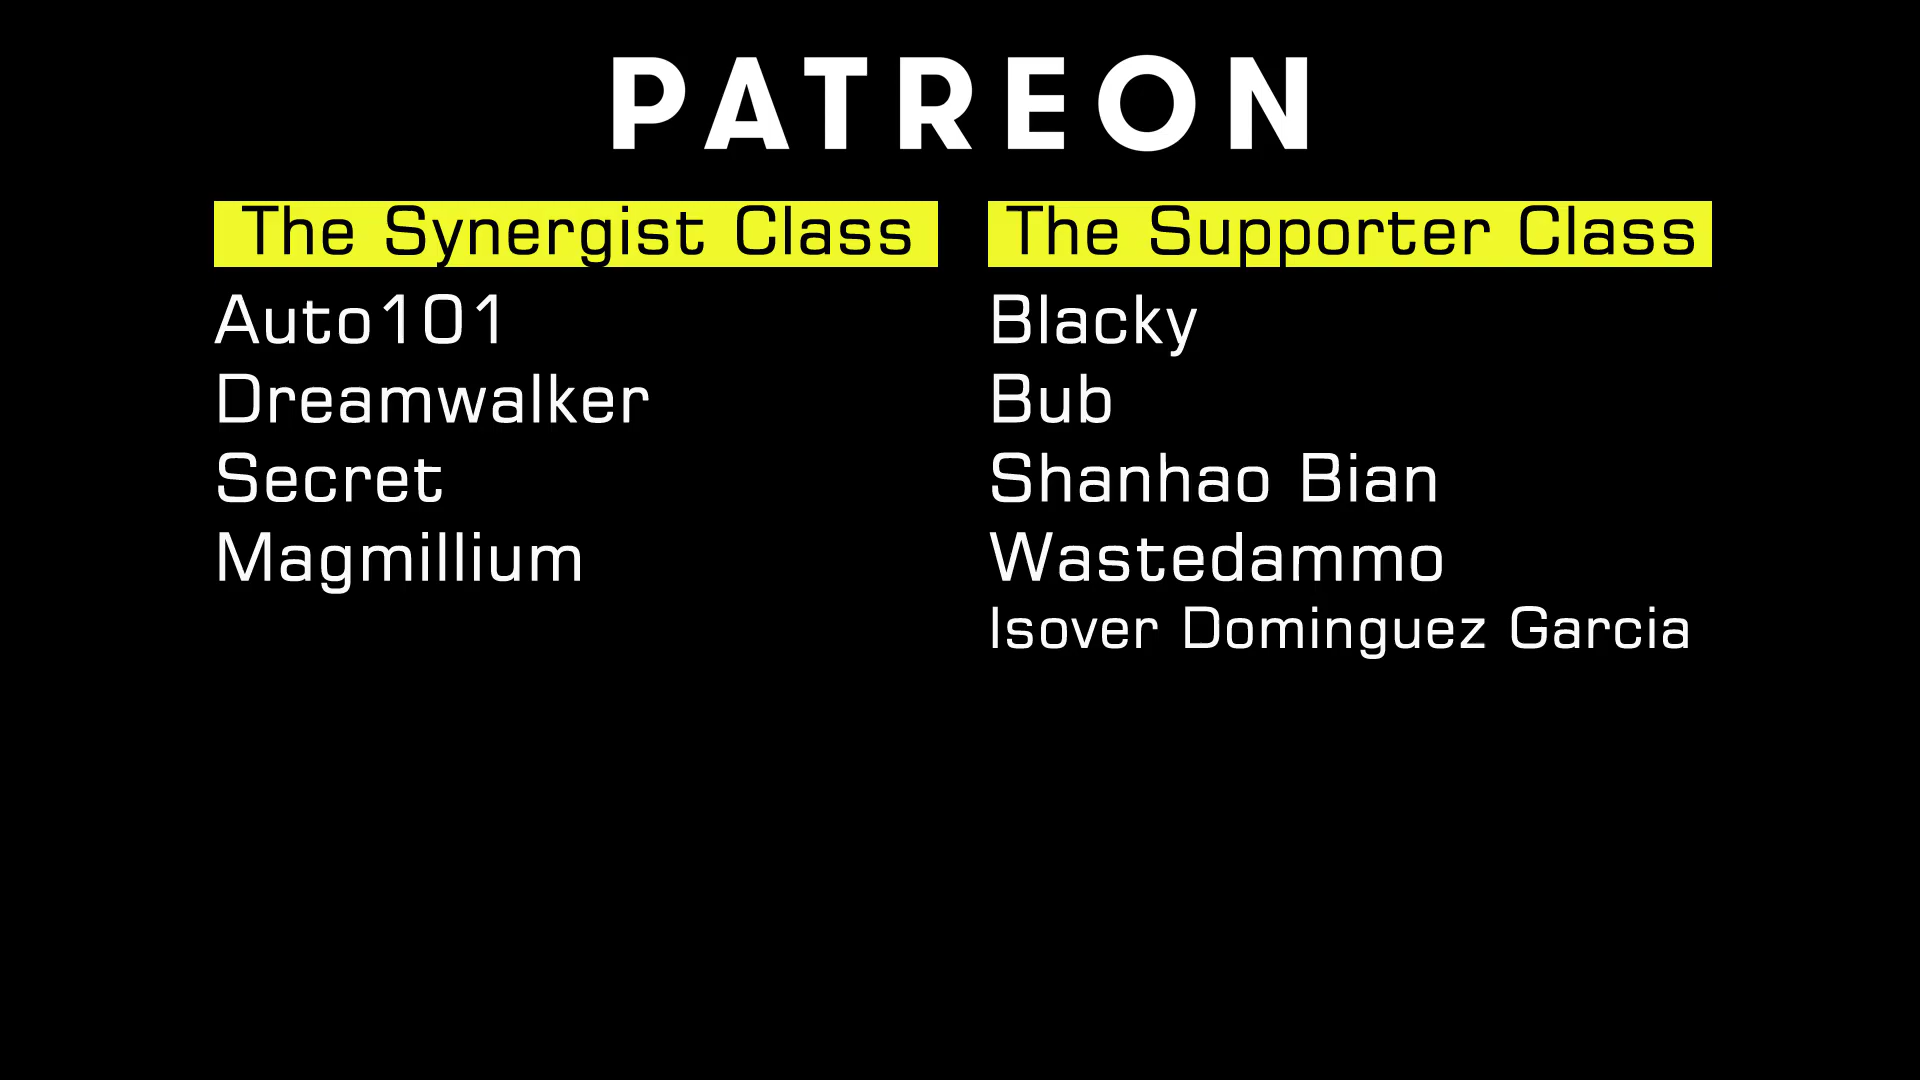 PATREON
The Synergist Class
Auto101
Dreamwalker
Secret
Magmillium
The Supporter Class
Blacky
Bub
Shanhao Bian
Wastedammo
Isover Dominguez Garcia